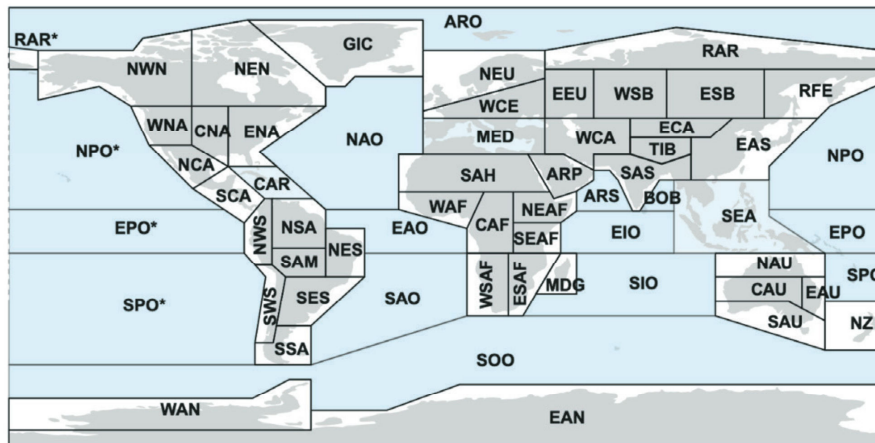 ARO
RAR*
GIC
RAR
NWN
NEN
NEU
WCE
EEU
WSB
ESB
RFE
WNA
CNA
ENA
NAO
MED
WCA
ECA
TIB
EAS
NPO*
NCA
SCA
CAR
SAH
ARP
SAS
NPO
WAF
CAF
NEAF
ARS
BOB
SEA
EPO*
NWS
NSA
EAO
SEAF
EIO
EPO
SAM
NES
NAU
SPO*
SWS
SES
SAO
WSAF
ESAF
MDG
SIO
CAU
EAU
SPO
SSA
SAU
NZ
SOO
WAN
EAN